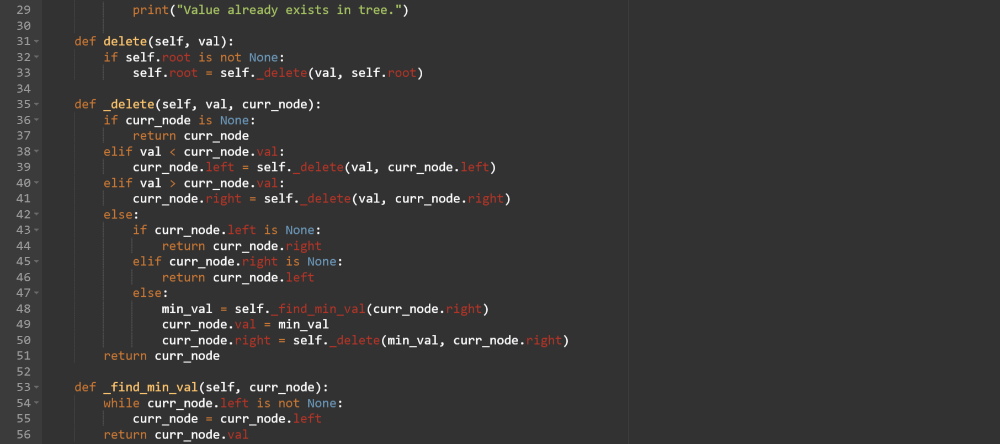 29 print("Value already exists in tree.")
30
31 def delete(self, val):
32 if self.root is not None:
33 self.root = self._delete(val, self.root)
34
35 def _delete(self, val, curr_node):
36 if curr_node is None:
37 return curr_node
38 elif val < curr_node.val:
39 curr_node.left = self._delete(val, curr_node.left)
40 elif val > curr_node.val:
41 curr_node.right = self._delete(val, curr_node.right)
42 else:
43 if curr_node.left is None:
44 return curr_node.right
45 elif curr_node.right is None:
46 return curr_node.left
47 else:
48 min_val = self._find_min_val(curr_node.right)
49 curr_node.val = min_val
50 curr_node.right = self._delete(min_val, curr_node.right)
51 return curr_node
52
53 def _find_min_val(self, curr_node):
54 while curr_node.left is not None:
55 curr_node = curr_node.left
56 return curr_node.val